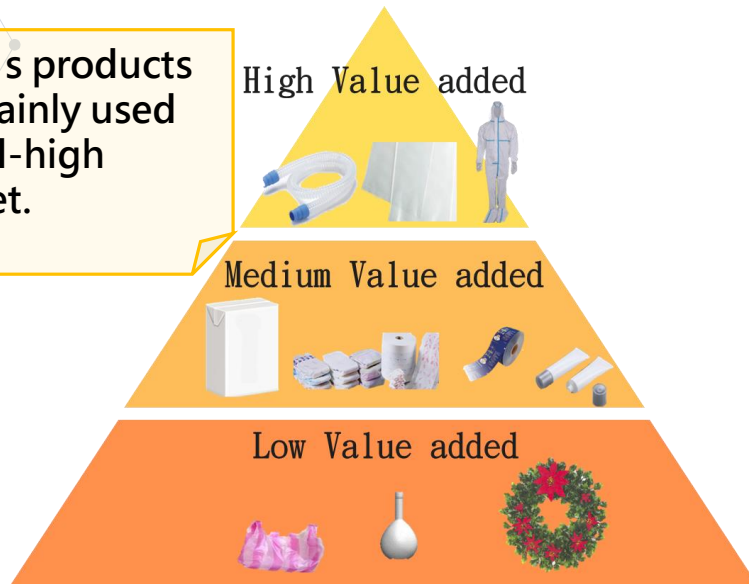 s products
ainly used
-high
et.
High Value added
Medium Value added
Low Value added